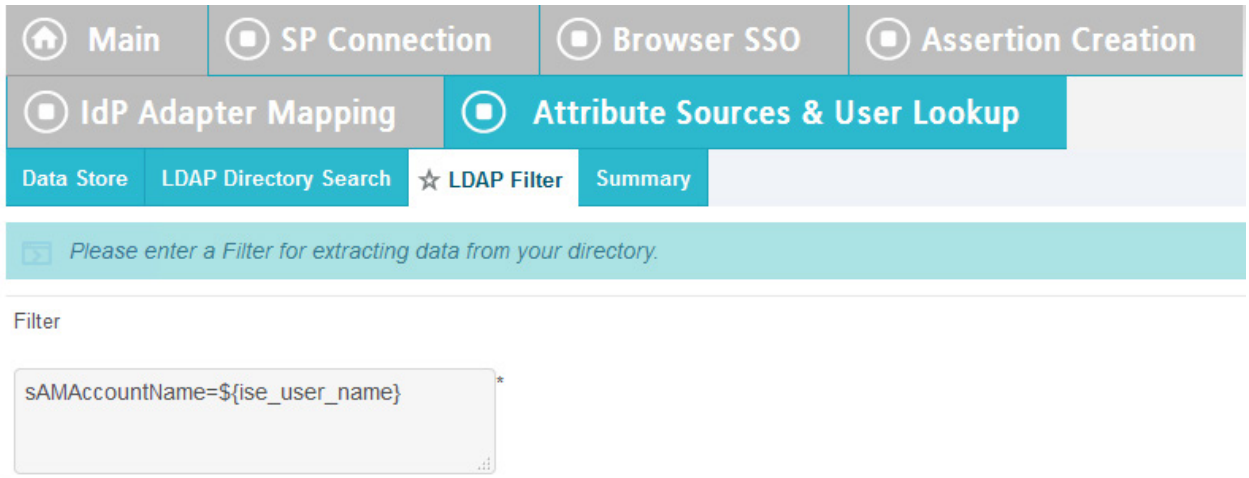 Main SP Connection Browser SSO Assertion Creation
IdP Adapter Mapping Attribute Sources & User Lookup
Data Store LDAP Directory Search LDAP Filter Summary
Please enter a Filter for extracting data from your directory.
Filter
sAMAccountName=${ise_user_name} *